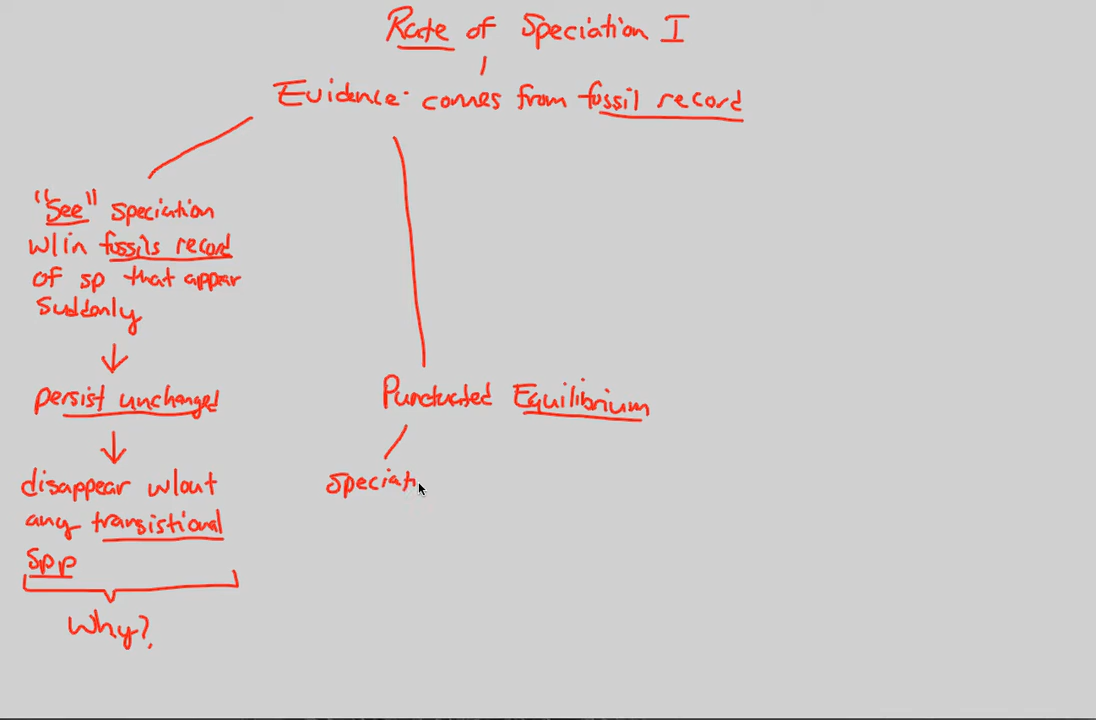 Rate of Speciation I
Evidence comes from fossil record
"See" speciation
w/in fossils record
of sp that appear
suddenly
persist unchanged
disappear w/out
any transistional
spp
Why?
Punctuated Equilibrium
speciati